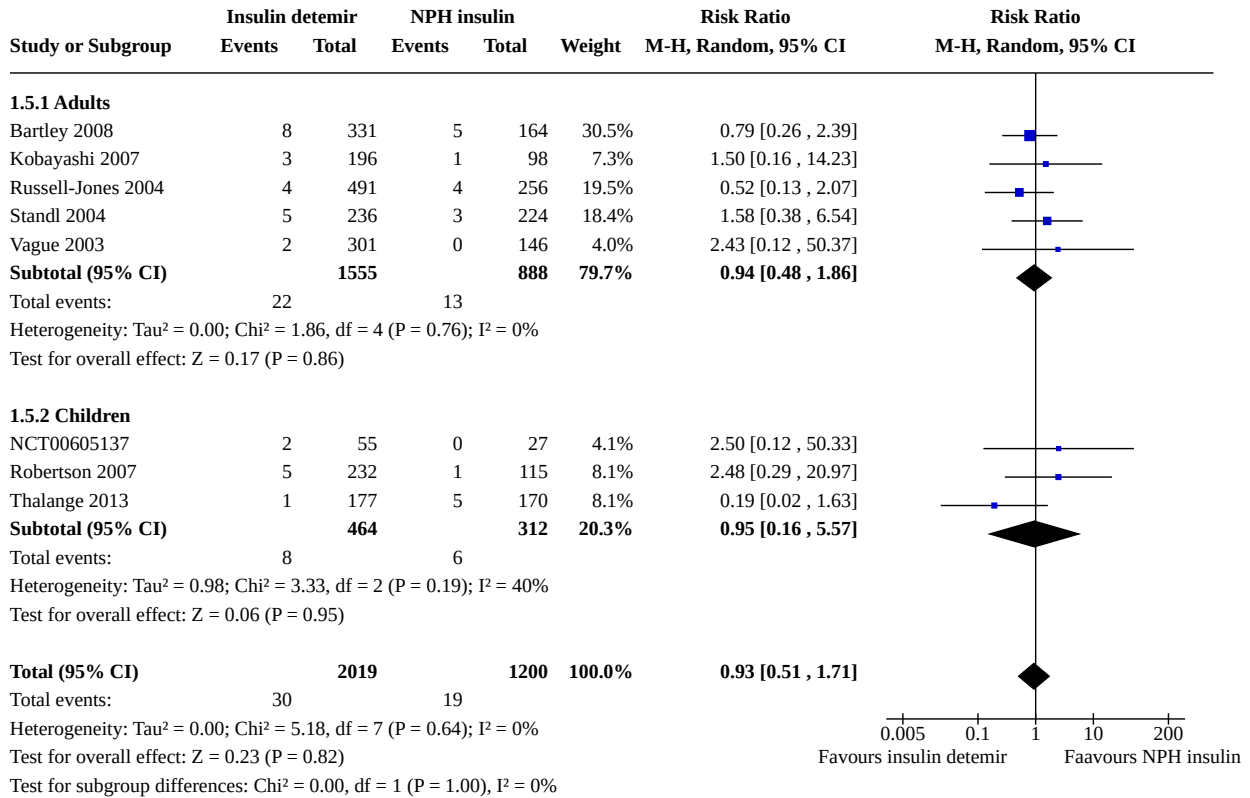 Insulin detemir NPH insulin Risk Ratio Risk Ratio
Study or Subgroup Events Total Events Total Weight M-H, Random, 95% CI M-H, Random, 95% CI
1.5.1 Adults
Bartley 2008 8 331 5 164 30.5% 0.79 [0.26 , 2.39]
Kobayashi 2007 3 196 1 98 7.3% 1.50 [0.16 , 14.23]
Russell-Jones 2004 4 491 4 256 19.5% 0.52 [0.13 , 2.07]
Standl 2004 5 236 3 224 18.4% 1.58 [0.38 , 6.54]
Vague 2003 2 301 0 146 4.0% 2.43 [0.12 , 50.37]
Subtotal (95% CI) 1555 888 79.7% 0.94 [0.48 , 1.86]
Total events: 22 13
Heterogeneity: Tau² = 0.00; Chi² = 1.86, df = 4 (P = 0.76); I² = 0%
Test for overall effect: Z = 0.17 (P = 0.86)
1.5.2 Children
NCT00605137 2 55 0 27 4.1% 2.50 [0.12 , 50.33]
Robertson 2007 5 232 1 115 8.1% 2.48 [0.29 , 20.97]
Thalange 2013 1 177 5 170 8.1% 0.19 [0.02 , 1.63]
Subtotal (95% CI) 464 312 20.3% 0.95 [0.16 , 5.57]
Total events: 8 6
Heterogeneity: Tau² = 0.98; Chi² = 3.33, df = 2 (P = 0.19); I² = 40%
Test for overall effect: Z = 0.06 (P = 0.95)
Total (95% CI) 2019 1200 100.0% 0.93 [0.51 , 1.71]
Total events: 30 19
Heterogeneity: Tau² = 0.00; Chi² = 5.18, df = 7 (P = 0.64); I² = 0%
0.005 0.1 1 10 200
Test for overall effect: Z = 0.23 (P = 0.82)
Favours insulin detemir Faavours NPH insulin
Test for subgroup differences: Chi² = 0.00, df = 1 (P = 1.00), I² = 0%